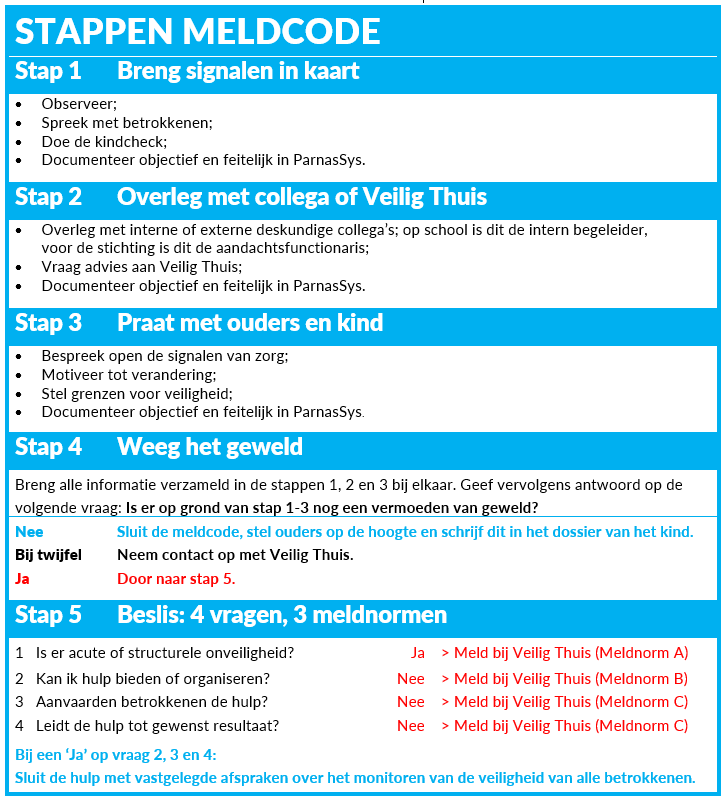 STAPPEN MELDCODE
Stap 1 Breng signalen in kaart
• Observeer;
• Spreek met betrokkenen;
• Doe de kindcheck;
• Documenteer objectief en feitelijk in ParnasSys.
Stap 2 Overleg met collega of Veilig Thuis
• Overleg met interne of externe deskundige collega's; op school is dit de intern begeleider,
voor de stichting is dit de aandachtsfunctionaris;
• Vraag advies aan Veilig Thuis;
• Documenteer objectief en feitelijk in ParnasSys.
Stap 3 Praat met ouders en kind
• Bespreek open de signalen van zorg;
• Motiveer tot verandering;
• Stel grenzen voor veiligheid;
• Documenteer objectief en feitelijk in ParnasSys.
Stap 4 Weeg het geweld
Breng alle informatie verzameld in de stappen 1, 2 en 3 bij elkaar. Geef vervolgens antwoord op de
volgende vraag: Is er op grond van stap 1-3 nog een vermoeden van geweld?
Nee Sluit de meldcode, stel ouders op de hoogte en schrijf dit in het dossier van het kind.
Bij twijfel Neem contact op met Veilig Thuis.
Ja Door naar stap 5.
Stap 5 Beslis: 4 vragen, 3 meldnormen
1 Is er acute of structurele onveiligheid? Ja > Meld bij Veilig Thuis (Meldnorm A)
2 Kan ik hulp bieden of organiseren? Nee > Meld bij Veilig Thuis (Meldnorm B)
3 Aanvaarden betrokkenen de hulp? Nee > Meld bij Veilig Thuis (Meldnorm C)
4 Leidt de hulp tot gewenst resultaat? Nee > Meld bij Veilig Thuis (Meldnorm C)
Bij een 'Ja' op vraag 2, 3 en 4:
Sluit de hulp met vastgelegde afspraken over het monitoren van de veiligheid van alle betrokkenen.